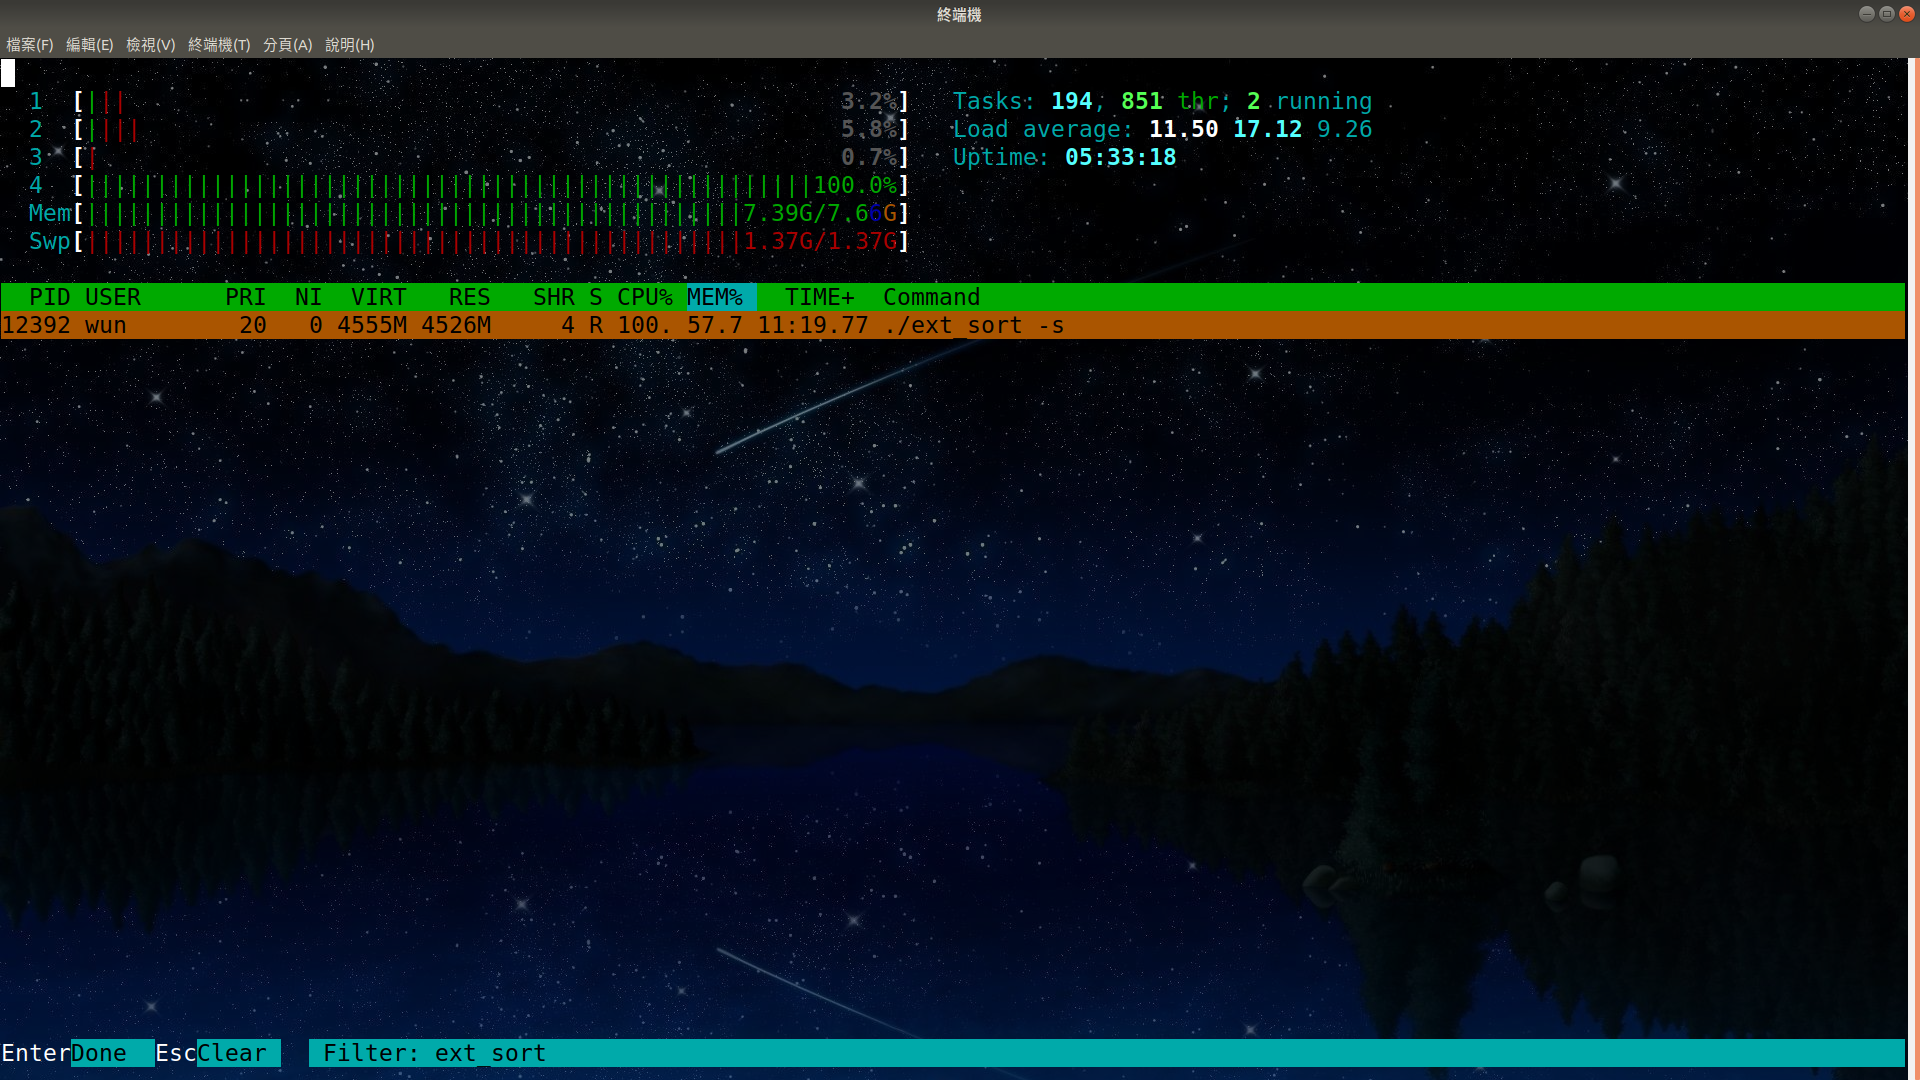 終端機
檔案(F) 編輯(E) 檢視(V) 終端機(T) 分頁(A) 說明(H)
1 [||| 3.2%] Tasks: 194, 851 thr; 2 running
2 [|||| 5.8%] Load average: 11.50 17.12 9.26
3 [| 0.7%] Uptime: 05:33:18
4 [||||||||||||||||||||||||||||||||||||||||||||||||||||100.0%]
Mem[|||||||||||||||||||||||||||||||||||||||||||||||7.39G/7.66G]
Swp[|||||||||||||||||||||||||||||||||||||||||||||||1.37G/1.37G]
PID USER PRI NI VIRT RES SHR S CPU% MEM% TIME+ Command
12392 wun 20 0 4555M 4526M 4 R 100. 57.7 11:19.77 ./ext_sort -s
EnterDone EscClear Filter: ext_sort